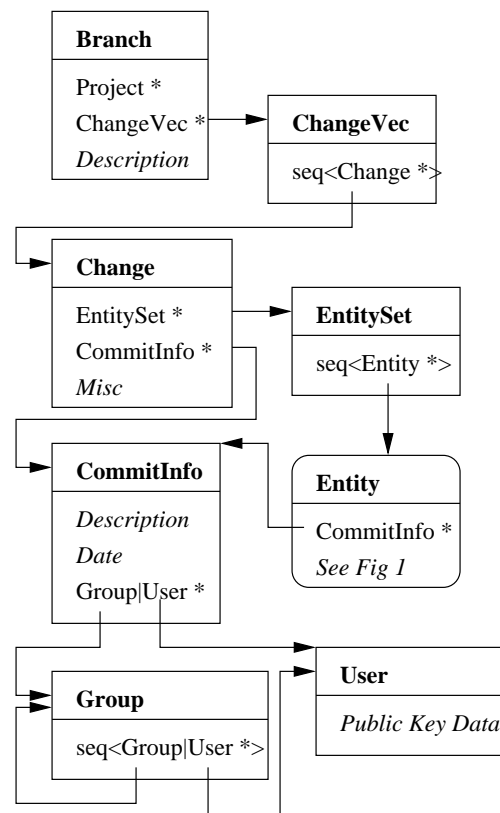 Branch
Project *
ChangeVec *
Description
ChangeVec
seq<Change *>
Change
EntitySet *
CommitInfo *
Misc
EntitySet
seq<Entity *>
CommitInfo
Description
Date
Group|User *
Entity
CommitInfo *
See Fig 1
Group
seq<Group|User *>
User
Public Key Data